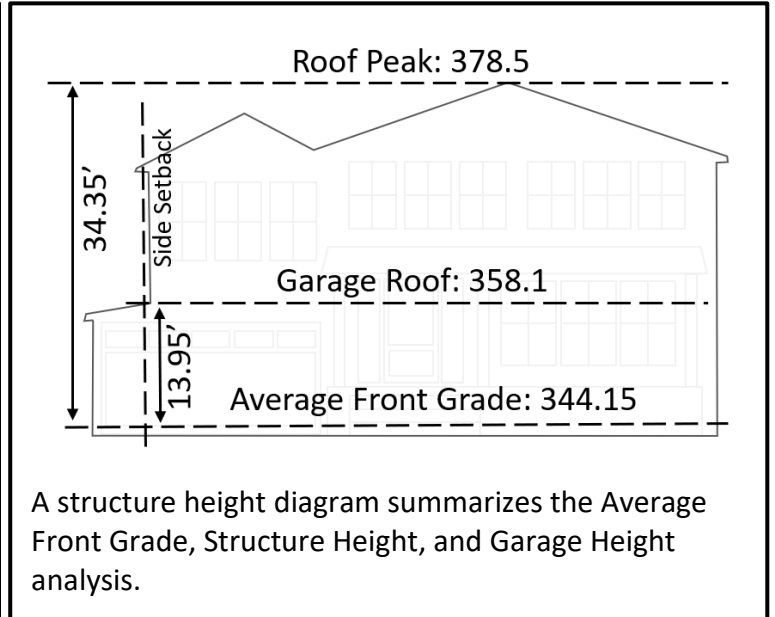 Roof Peak: 378.5
34.35’
Side Setback
Garage Roof: 358.1
13.95’
Average Front Grade: 344.15
A structure height diagram summarizes the Average
Front Grade, Structure Height, and Garage Height
analysis.